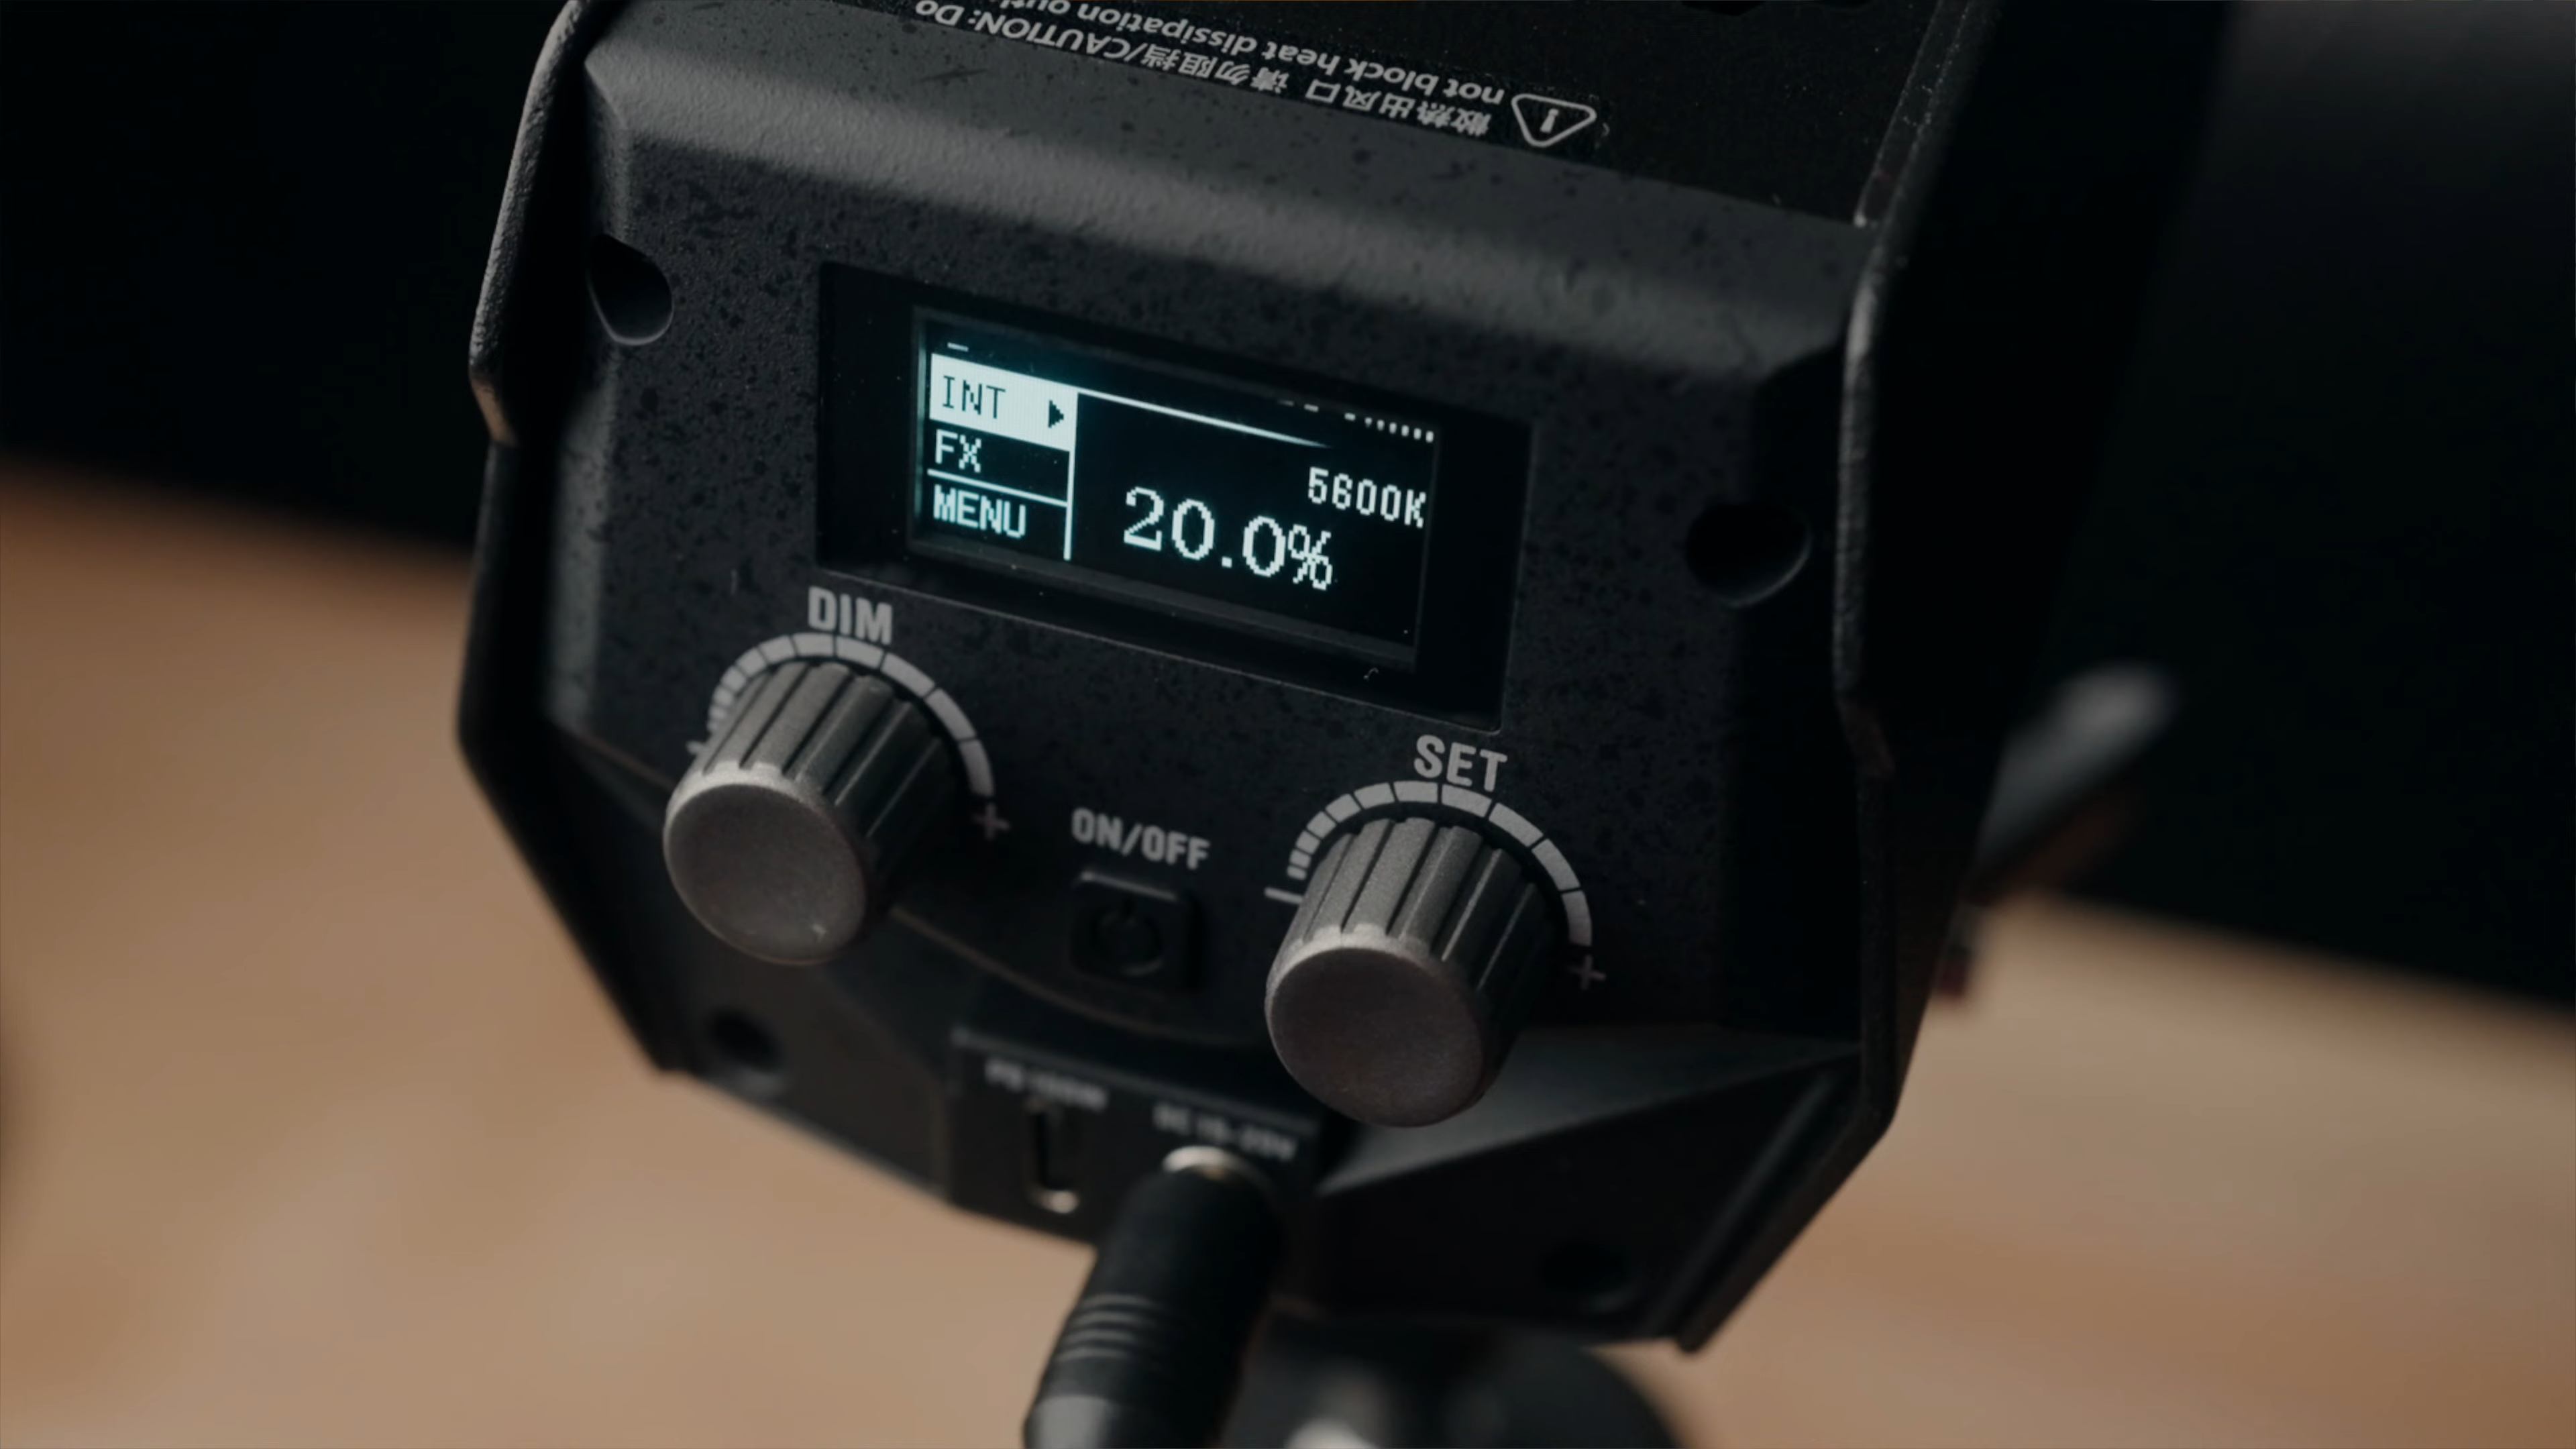 散热出风口 请勿阻挡/CAUTION: Do
not block heat dissipation
INT
FX
MENU
5600K
20.0%
DIM
SET
ON/OFF